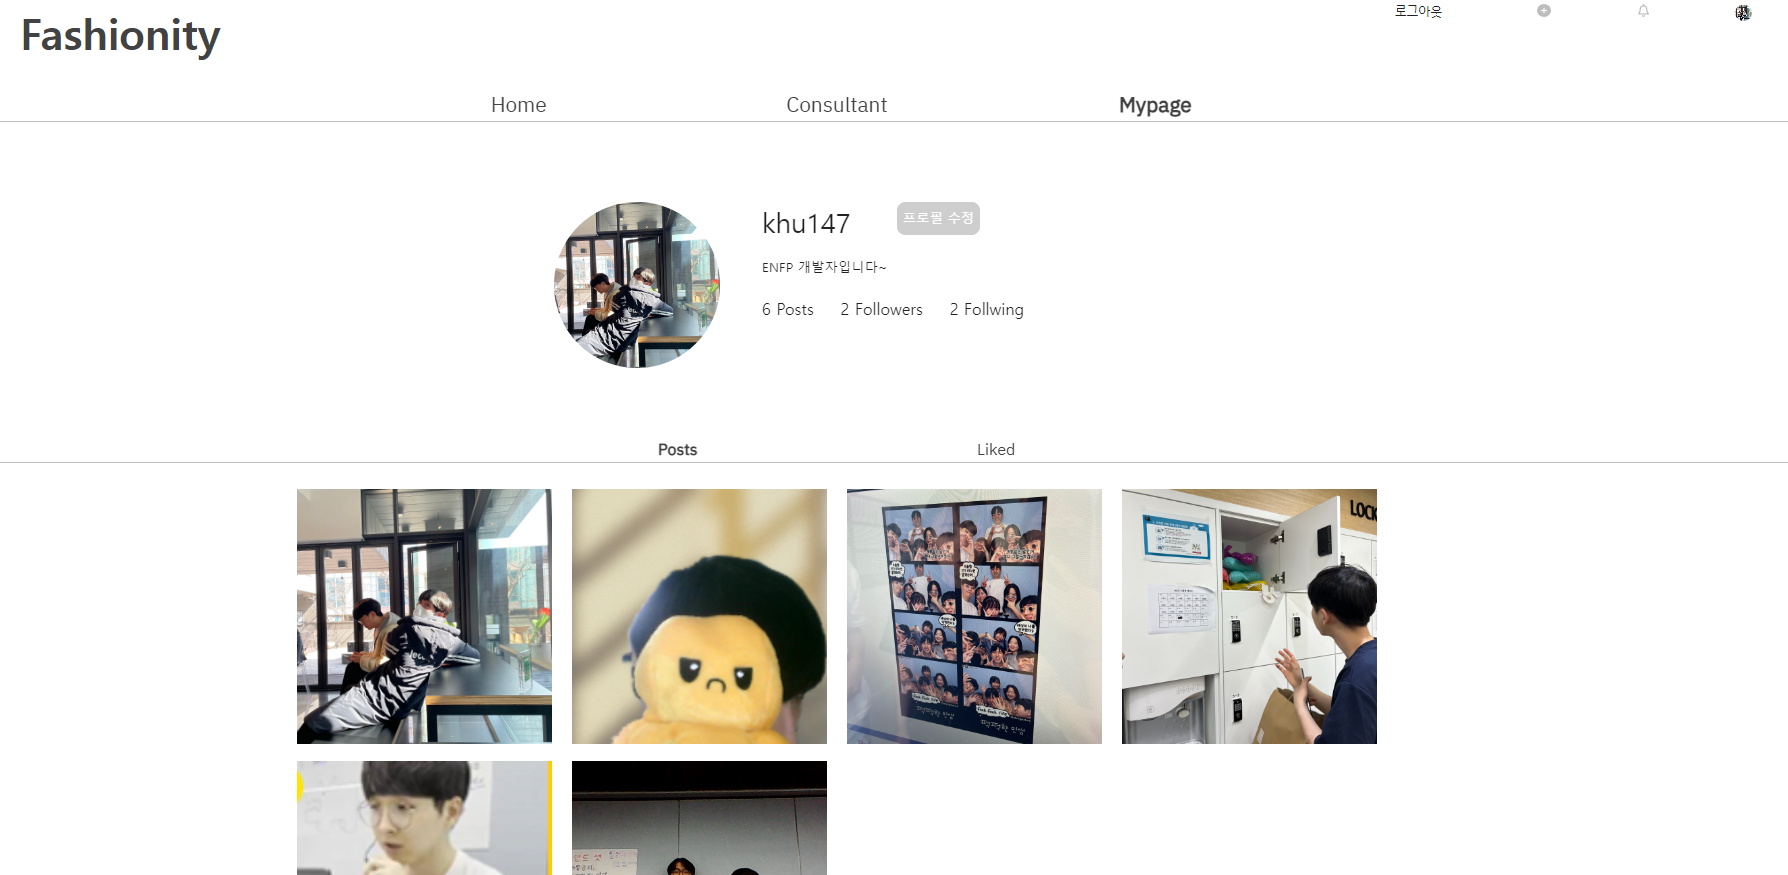 로그아웃
Fashionity
Home Consultant Mypage
khu147 프로필 수정
ENFP 개발자입니다~
6 Posts 2 Followers 2 Follwing
Posts Liked
LOCK